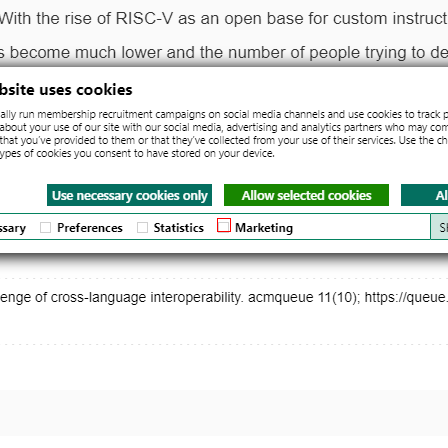 With the rise of RISC-V as an open base for custom instruct
s become much lower and the number of people trying to de
bsite uses cookies
ally run membership recruitment campaigns on social media channels and use cookies to track p
about your use of our site with our social media, advertising and analytics partners who may com
that you've provided to them or that they've collected from your use of their services. Use the ch
ypes of cookies you consent to have stored on your device.
Use necessary cookies only Allow selected cookies Al
ssary Preferences Statistics Marketing S
enge of cross-language interoperability. acmqueue 11(10); https://queue.